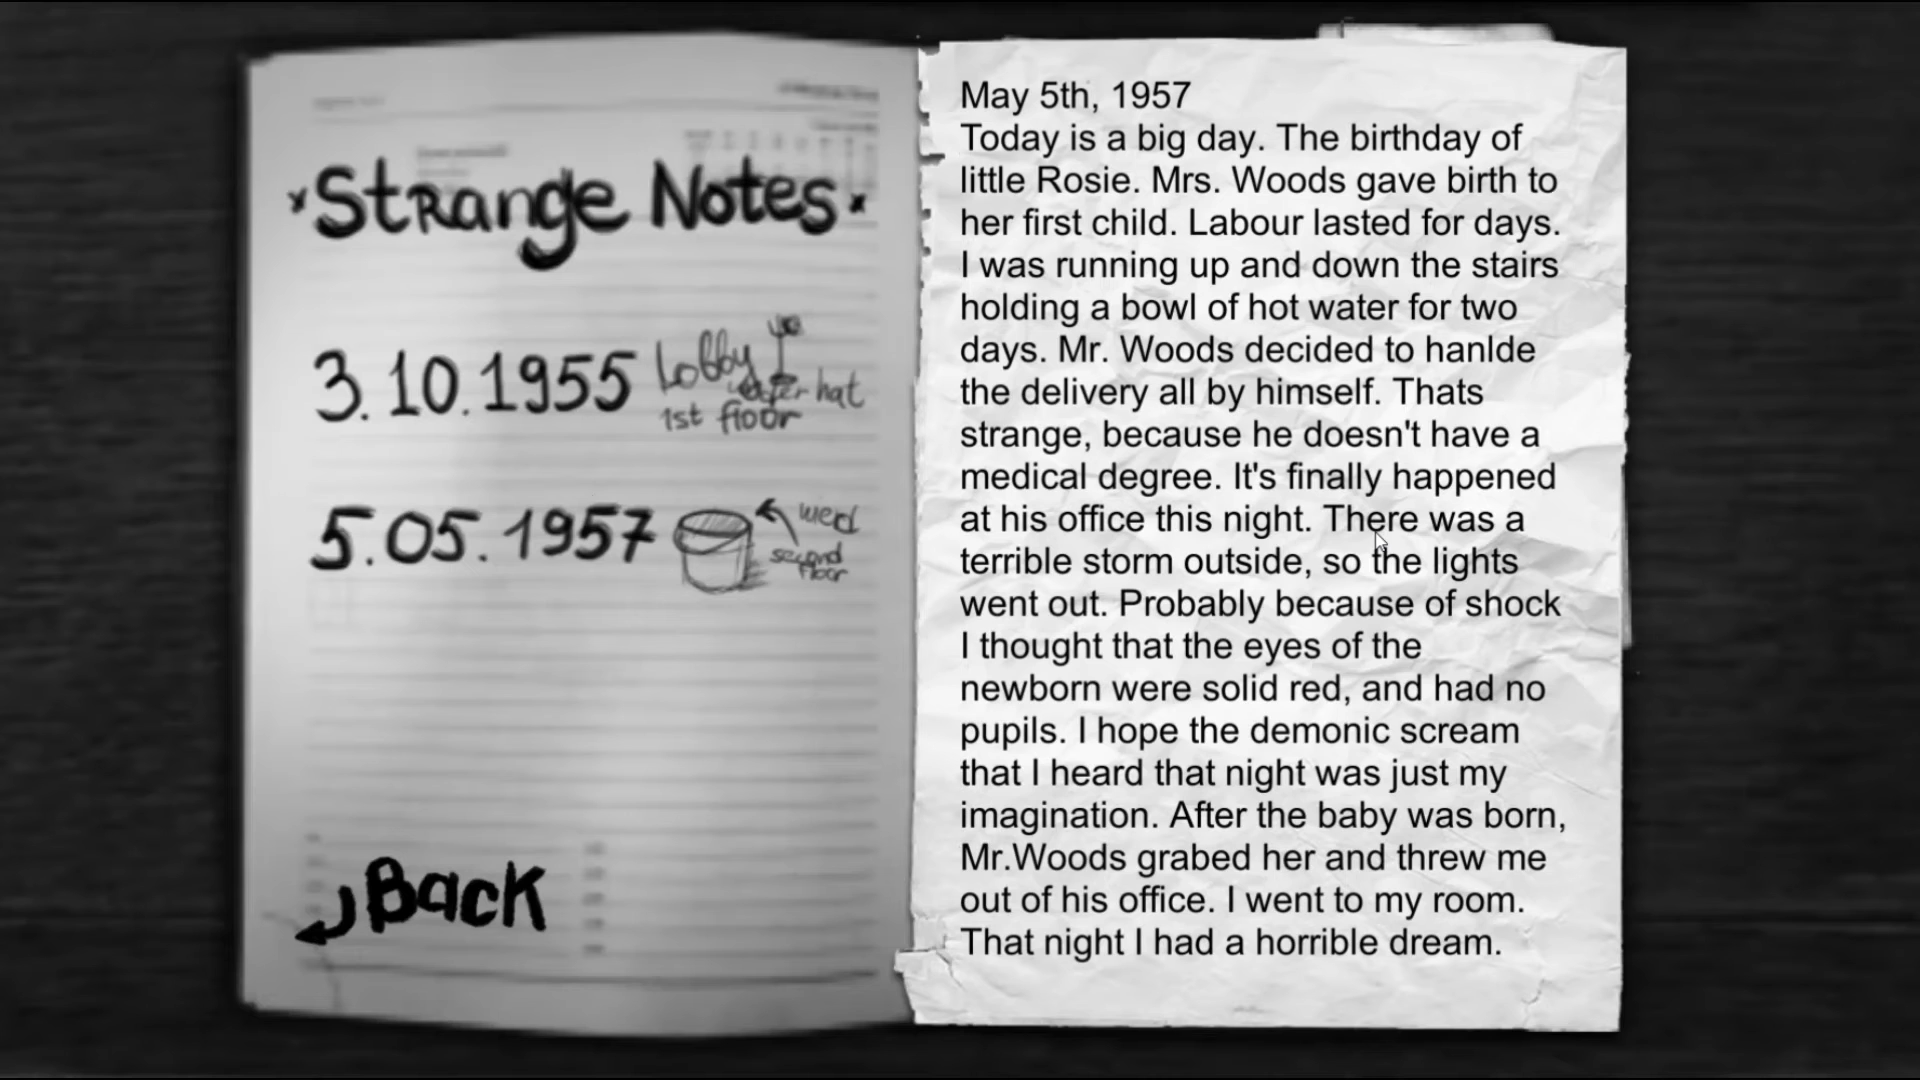 Strange Notes
3.10.1955
Lobby
under hat
1st floor
5.05.1957
second
floor
Back
May 5th, 1957
Today is a big day. The birthday of
little Rosie. Mrs. Woods gave birth to
her first child. Labour lasted for days.
I was running up and down the stairs
holding a bowl of hot water for two
days. Mr. Woods decided to hanlde
the delivery all by himself. Thats
strange, because he doesn't have a
medical degree. It's finally happened
at his office this night. There was a
terrible storm outside, so the lights
went out. Probably because of shock
I thought that the eyes of the
newborn were solid red, and had no
pupils. I hope the demonic scream
that I heard that night was just my
imagination. After the baby was born,
Mr.Woods grabed her and threw me
out of his office. I went to my room.
That night I had a horrible dream.